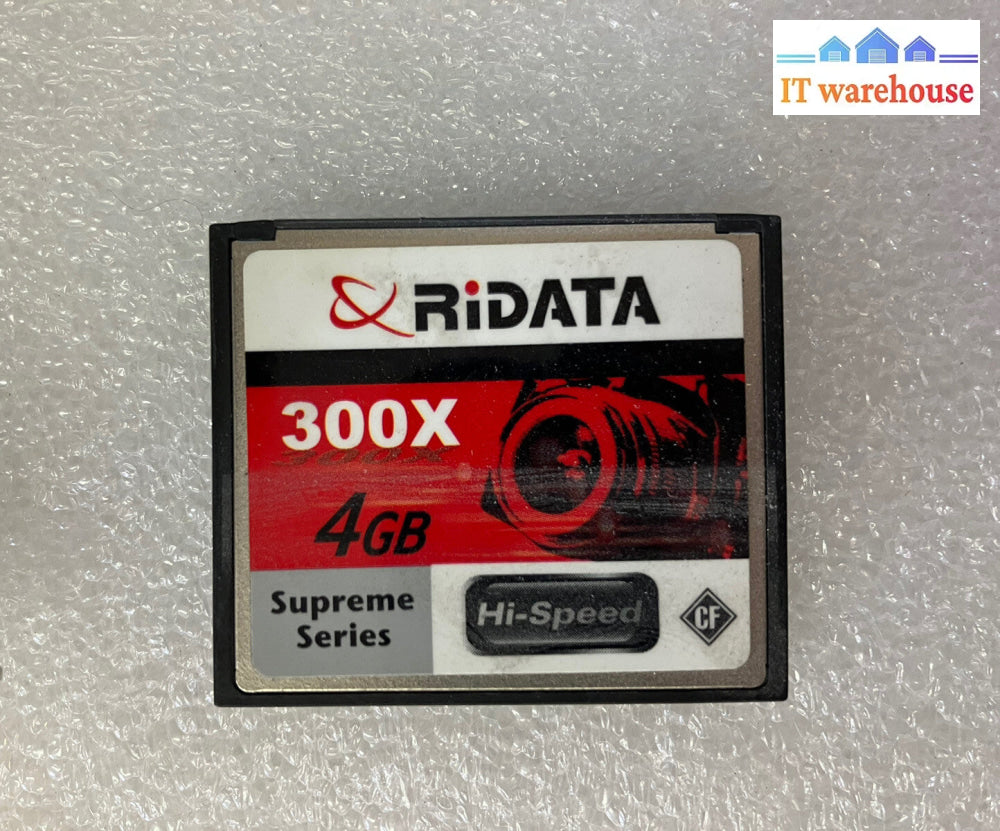 IT warehouse
RiDATA
300X
4GB
Supreme
Series
Hi-Speed
CF